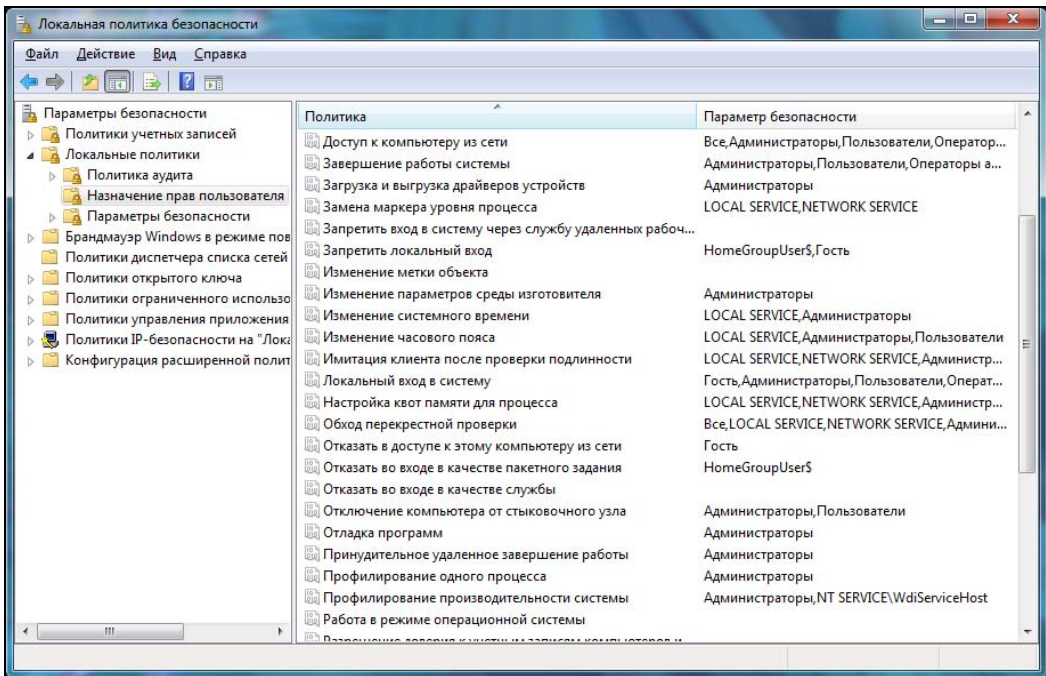 Локальная политика безопасности
Файл Действие Вид Справка
Параметры безопасности
Политики учетных записей
Локальные политики
Политика аудита
Назначение прав пользователя
Параметры безопасности
Брандмауэр Windows в режиме пов
Политики диспетчера списка сетей
Политики открытого ключа
Политики ограниченного использо
Политики управления приложения
Политики IP-безопасности на "Лока
Конфигурация расширенной полит
Политика Параметр безопасности
Доступ к компьютеру из сети Все,Администраторы,Пользователи,Оператор...
Завершение работы системы Администраторы,Пользователи,Операторы а...
Загрузка и выгрузка драйверов устройств Администраторы
Замена маркера уровня процесса LOCAL SERVICE,NETWORK SERVICE
Запретить вход в систему через службу удаленных рабоч...
Запретить локальный вход HomeGroupUser$,Гость
Изменение метки объекта
Изменение параметров среды изготовителя Администраторы
Изменение системного времени LOCAL SERVICE,Администраторы
Изменение часового пояса LOCAL SERVICE,Администраторы,Пользователи
Имитация клиента после проверки подлинности LOCAL SERVICE,NETWORK SERVICE,Администр...
Локальный вход в систему Гость,Администраторы,Пользователи,Операт...
Настройка квот памяти для процесса LOCAL SERVICE,NETWORK SERVICE,Администр...
Обход перекрестной проверки Все,LOCAL SERVICE,NETWORK SERVICE,Админи...
Отказать в доступе к этому компьютеру из сети Гость
Отказать во входе в качестве пакетного задания HomeGroupUser$
Отказать во входе в качестве службы
Отключение компьютера от стыковочного узла Администраторы,Пользователи
Отладка программ Администраторы
Принудительное удаленное завершение работы Администраторы
Профилирование одного процесса Администраторы
Профилирование производительности системы Администраторы,NT SERVICE\WdiServiceHost
Работа в режиме операционной системы